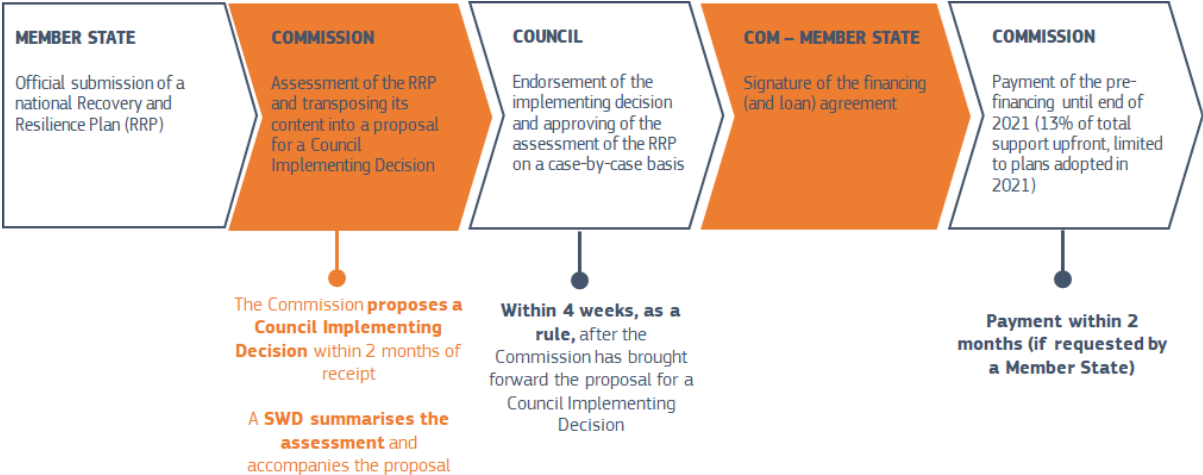 MEMBER STATE
Official submission of a
national Recovery and
Resilience Plan (RRP)
COMMISSION
Assessment of the RRP
and transposing its
content into a proposal
for a Council
Implementing Decision
COUNCIL
Endorsement of the
implementing decision
and approving of the
assessment of the RRP
on a case-by-case basis
COM – MEMBER STATE
Signature of the financing
(and loan) agreement
COMMISSION
Payment of the pre-
financing until end of
2021 (13% of total
support upfront, limited
to plans adopted in
2021)
The Commission proposes a
Council Implementing
Decision within 2 months of
receipt
A SWD summarises the
assessment and
accompanies the proposal
Within 4 weeks, as a
rule, after the
Commission has brought
forward the proposal for a
Council Implementing
Decision
Payment within 2
months (if requested by
a Member State)